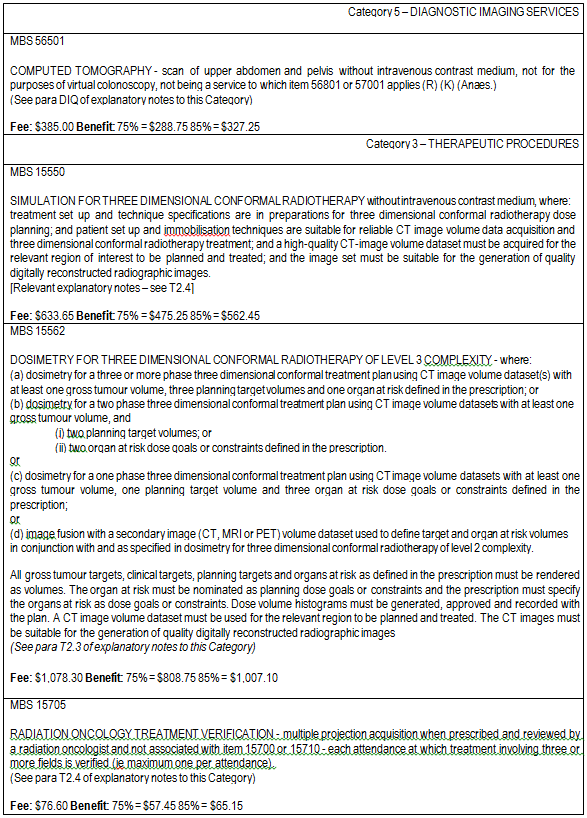 Category 5 – DIAGNOSTIC IMAGING SERVICES
MBS 56501
COMPUTED TOMOGRAPHY - scan of upper abdomen and pelvis without intravenous contrast medium, not for the
purposes of virtual colonoscopy, not being a service to which item 56801 or 57001 applies (R) (K) (Anaes.)
(See para DIQ of explanatory notes to this Category)
Fee: $385.00 Benefit: 75% = $288.75 85% = $327.25
Category 3 – THERAPEUTIC PROCEDURES
MBS 15550
SIMULATION FOR THREE DIMENSIONAL CONFORMAL RADIOTHERAPY without intravenous contrast medium, where:
treatment set up and technique specifications are in preparations for three dimensional conformal radiotherapy dose
planning; and patient set up and immobilisation techniques are suitable for reliable CT image volume data acquisition and
three dimensional conformal radiotherapy treatment; and a high-quality CT-image volume dataset must be acquired for the
relevant region of interest to be planned and treated; and the image set must be suitable for the generation of quality
digitally reconstructed radiographic images.
[Relevant explanatory notes – see T2.4]
Fee: $633.65 Benefit: 75% = $475.25 85% = $562.45
MBS 15562
DOSIMETRY FOR THREE DIMENSIONAL CONFORMAL RADIOTHERAPY OF LEVEL 3 COMPLEXITY - where:
(a) dosimetry for a three or more phase three dimensional conformal treatment plan using CT image volume dataset(s) with
at least one gross tumour volume, three planning target volumes and one organ at risk defined in the prescription; or
(b) dosimetry for a two phase three dimensional conformal treatment plan using CT image volume datasets with at least one
gross tumour volume, and
(i) two planning target volumes; or
(ii) two organ at risk dose goals or constraints defined in the prescription.
or
(c) dosimetry for a one phase three dimensional conformal treatment plan using CT image volume datasets with at least one
gross tumour volume, one planning target volume and three organ at risk dose goals or constraints defined in the
prescription;
or
(d) image fusion with a secondary image (CT, MRI or PET) volume dataset used to define target and organ at risk volumes
in conjunction with and as specified in dosimetry for three dimensional conformal radiotherapy of level 2 complexity.
All gross tumour targets, clinical targets, planning targets and organs at risk as defined in the prescription must be rendered
as volumes. The organ at risk must be nominated as planning dose goals or constraints and the prescription must specify
the organs at risk as dose goals or constraints. Dose volume histograms must be generated, approved and recorded with
the plan. A CT image volume dataset must be used for the relevant region to be planned and treated. The CT images must
be suitable for the generation of quality digitally reconstructed radiographic images
(See para T2.3 of explanatory notes to this Category)
Fee: $1,078.30 Benefit: 75% = $808.75 85% = $1,007.10
MBS 15705
RADIATION ONCOLOGY TREATMENT VERIFICATION - multiple projection acquisition when prescribed and reviewed by
a radiation oncologist and not associated with item 15700 or 15710 - each attendance at which treatment involving three or
more fields is verified (ie maximum one per attendance).
(See para T2.4 of explanatory notes to this Category)
Fee: $76.60 Benefit: 75% = $57.45 85% = $65.15